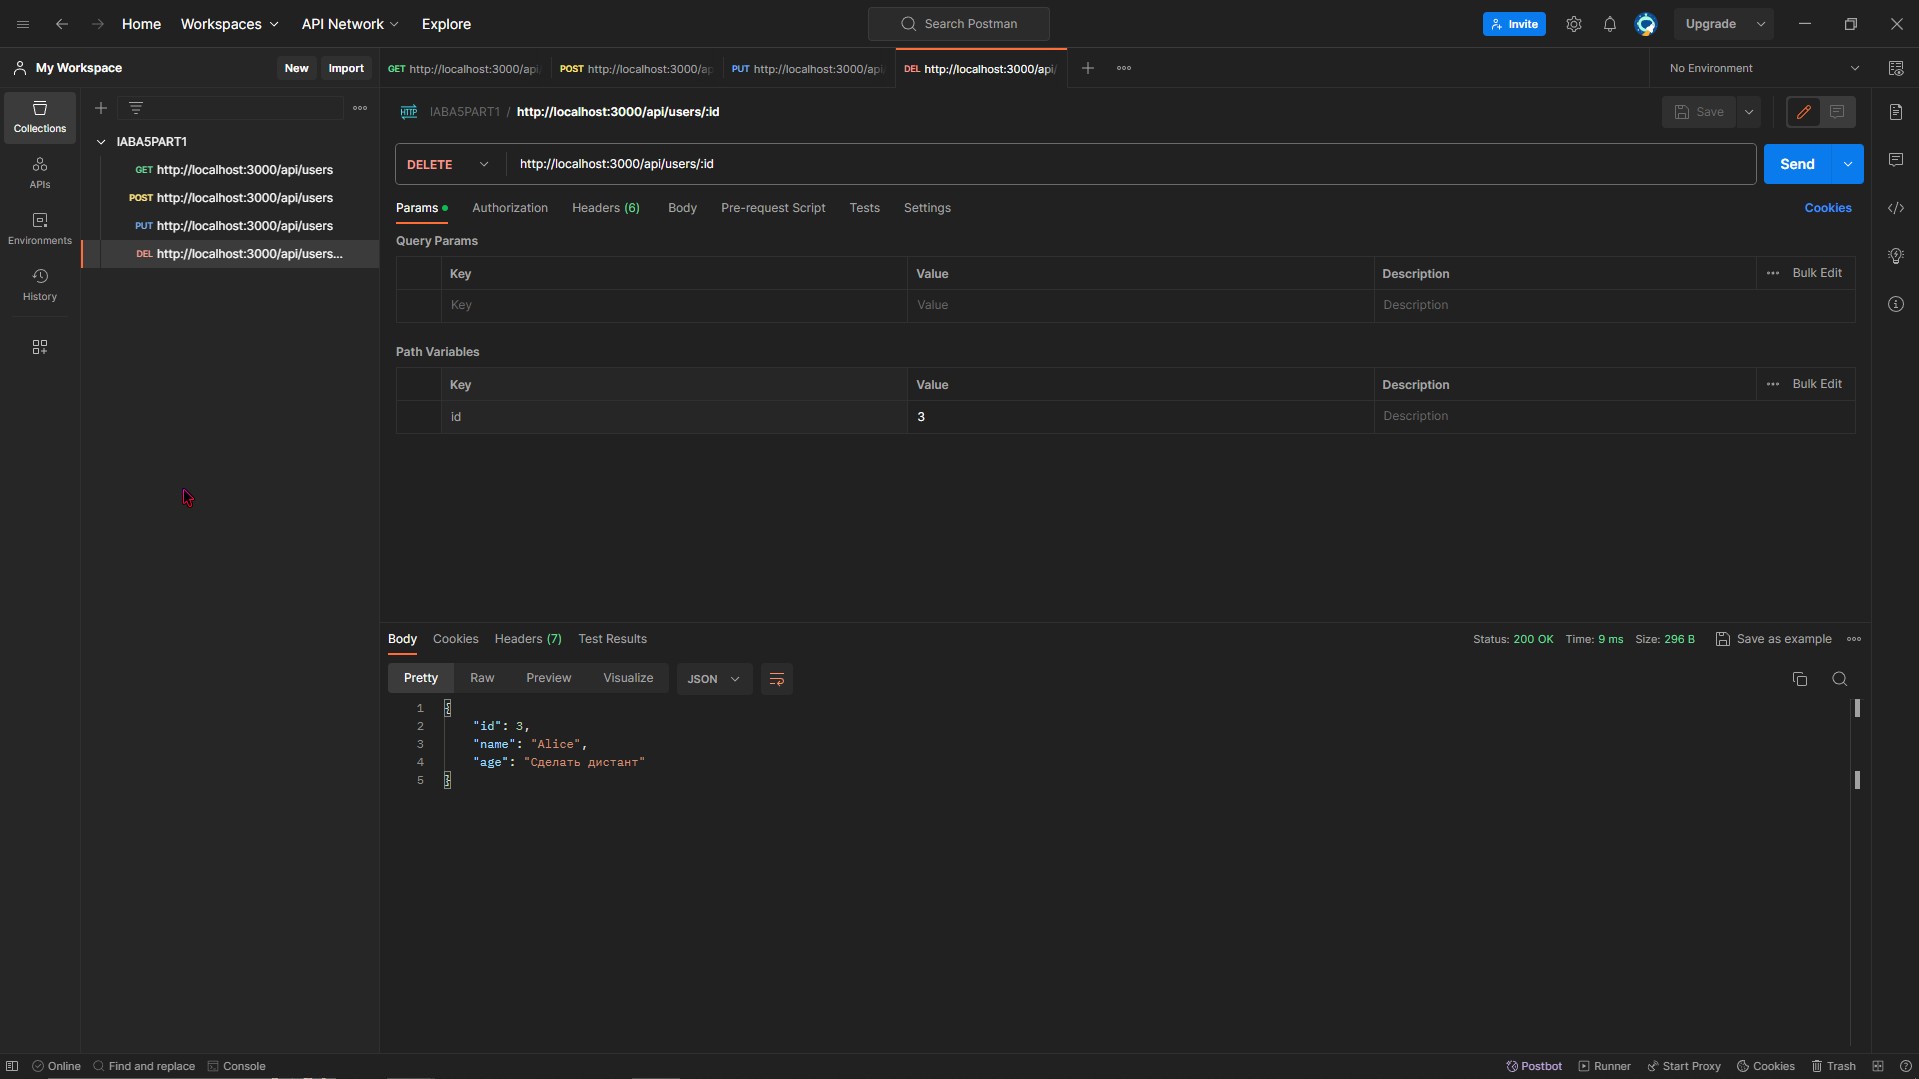 Home Workspaces API Network Explore Search Postman Invite Upgrade
My Workspace New Import GET http://localhost:3000/api POST http://localhost:3000/ap PUT http://localhost:3000/api DEL http://localhost:3000/api/ No Environment
Collections
APIs
Environments
History
IABA5PART1
GET http://localhost:3000/api/users
POST http://localhost:3000/api/users
PUT http://localhost:3000/api/users
DEL http://localhost:3000/api/users...
HTTP IABA5PART1 / http://localhost:3000/api/users/:id Save
DELETE http://localhost:3000/api/users/:id Send
Params Authorization Headers (6) Body Pre-request Script Tests Settings Cookies
Query Params
Key Value Description Bulk Edit
Key Value Description
Path Variables
Key Value Description Bulk Edit
id 3 Description
Body Cookies Headers (7) Test Results Status: 200 OK Time: 9 ms Size: 296 B Save as example
Pretty Raw Preview Visualize JSON
1 {
2 "id": 3,
3 "name": "Alice",
4 "age": "Сделать дистант"
5 }
Online Find and replace Console Postbot Runner Start Proxy Cookies Trash